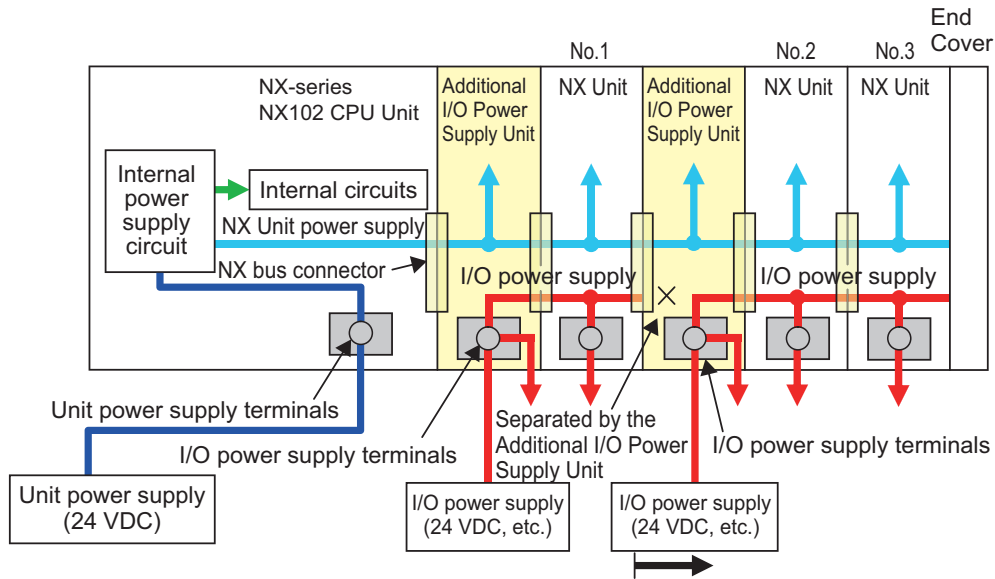 End
Cover
No.1
No.2
No.3
NX-series
NX102 CPU Unit
Additional
I/O Power
Supply Unit
NX Unit
Additional
I/O Power
Supply Unit
NX Unit
NX Unit
Internal
power
supply
circuit
Internal circuits
NX Unit power supply
NX bus connector
I/O power supply
I/O power supply
Unit power supply terminals
I/O power supply terminals
Separated by the
Additional I/O Power
Supply Unit
I/O power supply terminals
Unit power supply
(24 VDC)
I/O power supply
(24 VDC, etc.)
I/O power supply
(24 VDC, etc.)